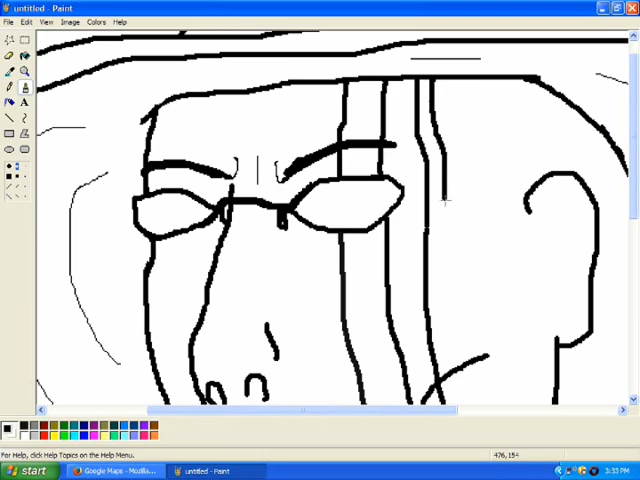 untitled - Paint
File Edit View Image Colors Help
For Help, click Help Topics on the Help Menu.
476,154
start
Google Maps - Mozilla...
untitled - Paint
3:33 PM